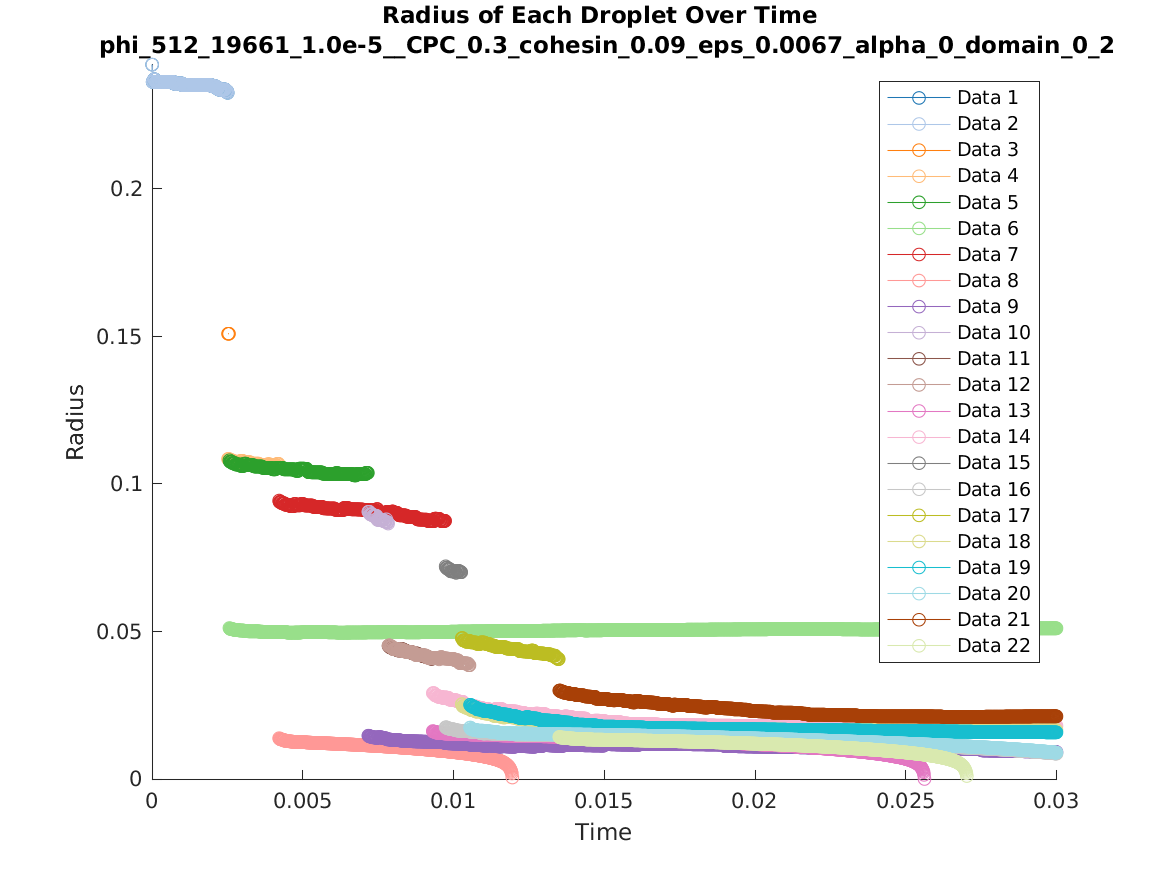 Radius of Each Droplet Over Time
phi_512_19661_1.0e-5__CPC_0.3_cohesin_0.09_eps_0.0067_alpha_0_domain_0_2
Data 1
Data 2
Data 3
Data 4
Data 5
Data 6
Data 7
Data 8
Data 9
Data 10
Data 11
Data 12
Data 13
Data 14
Data 15
Data 16
Data 17
Data 18
Data 19
Data 20
Data 21
Data 22
0.2
0.15
0.1
0.05
0
Radius
0
0.005
0.01
0.015
0.02
0.025
0.03
Time